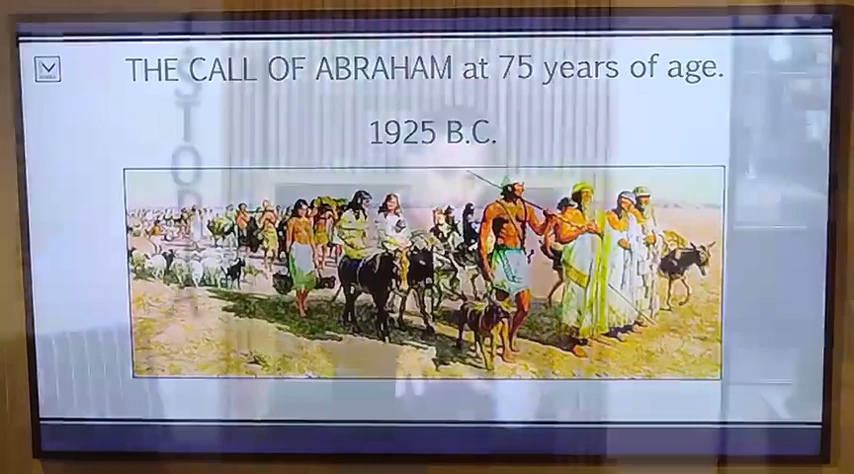 THE CALL OF ABRAHAM at 75 years of age.
1925 B.C.